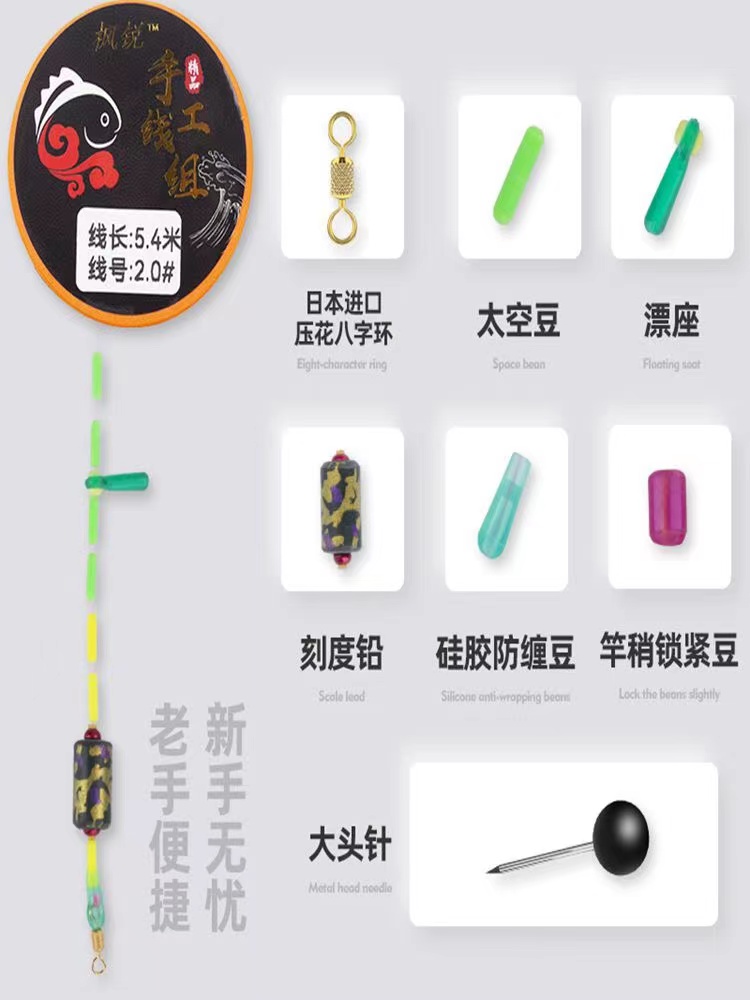 枫锐™
精品
手工
线组
线长:5.4米
线号:2.0#
日本进口
压花八字环
Eight-character ring
太空豆
Space bean
漂座
Floating seat
刻度铅
Scale lead
硅胶防缠豆
Silicone anti-wrapping beans
竿稍锁紧豆
Lock the beans slightly
新手无忧
老手便捷
大头针
Metal head needle